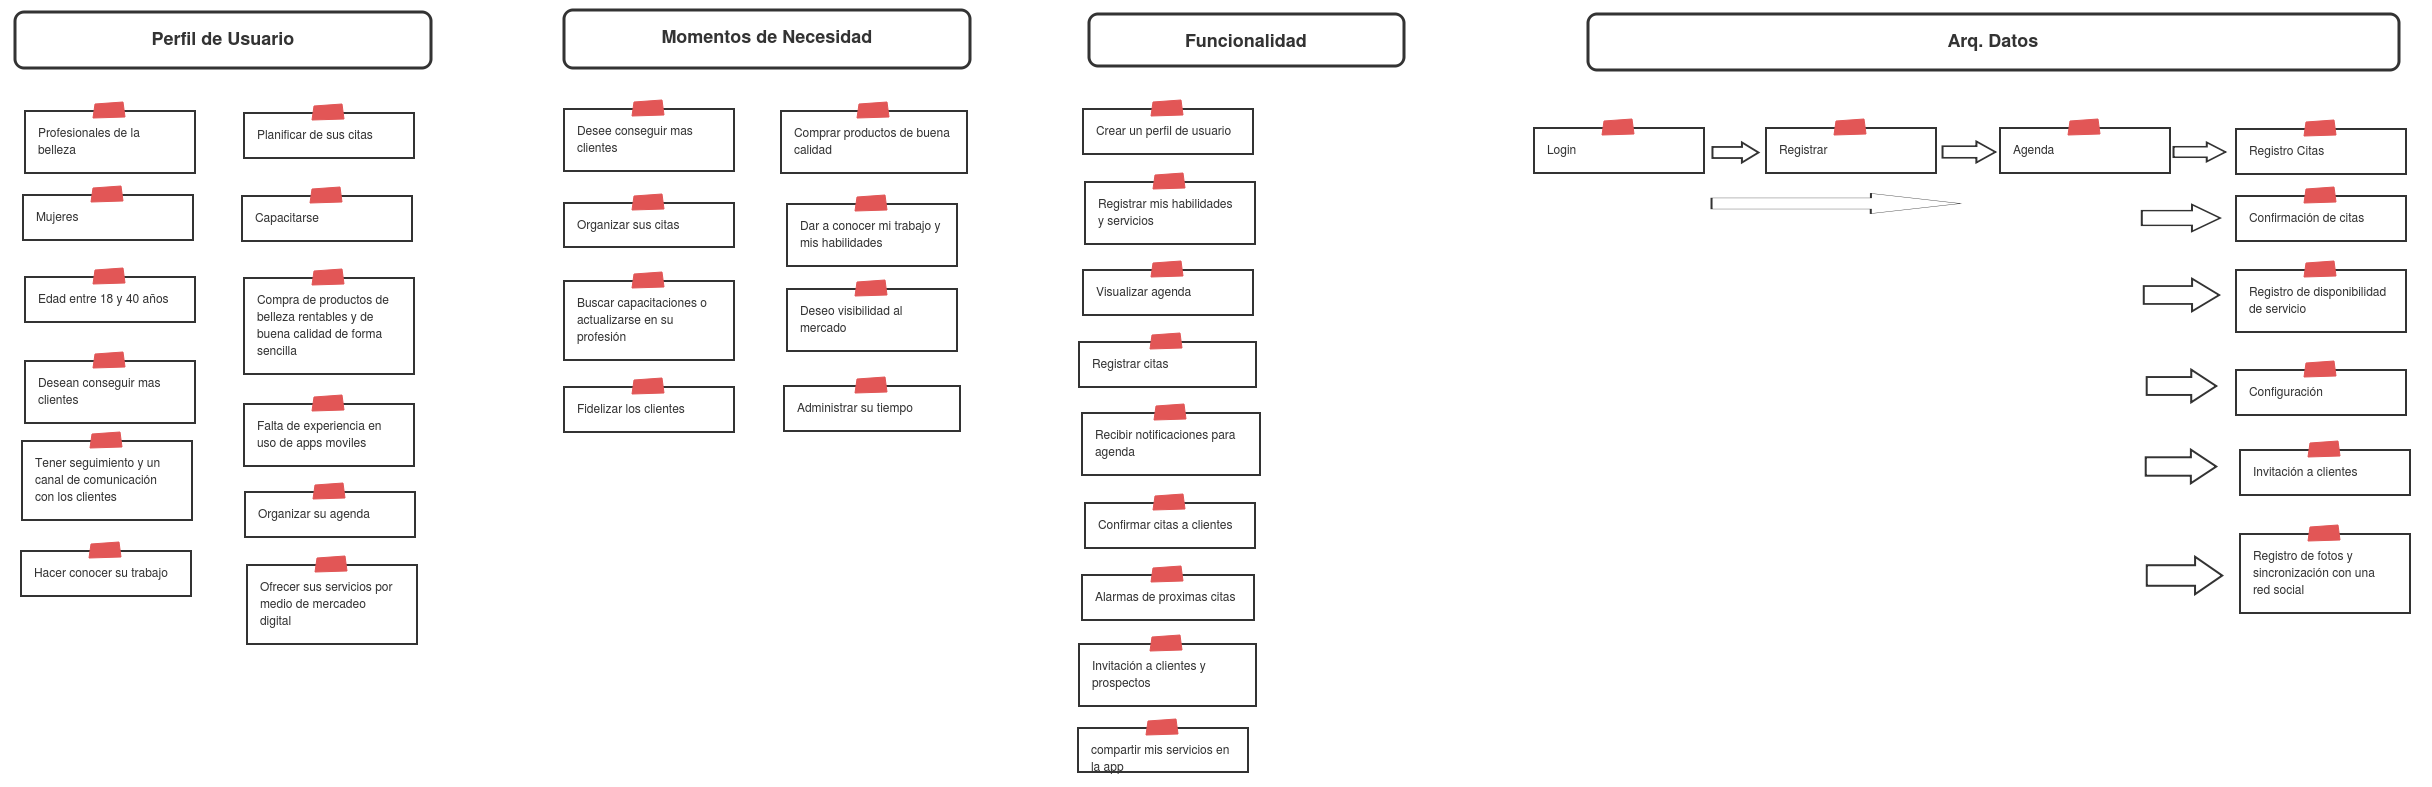 Perfil de Usuario
Profesionales de la
belleza
Mujeres
Edad entre 18 y 40 años
Desean conseguir mas
clientes
Tener seguimiento y un
canal de comunicación
con los clientes
Hacer conocer su trabajo
Planificar de sus citas
Capacitarse
Compra de productos de
belleza rentables y de
buena calidad de forma
sencilla
Falta de experiencia en
uso de apps moviles
Organizar su agenda
Ofrecer sus servicios por
medio de mercadeo
digital
Momentos de Necesidad
Desee conseguir mas
clientes
Organizar sus citas
Buscar capacitaciones o
actualizarse en su
profesión
Fidelizar los clientes
Comprar productos de buena
calidad
Dar a conocer mi trabajo y
mis habilidades
Deseo visibilidad al
mercado
Administrar su tiempo
Funcionalidad
Crear un perfil de usuario
Registrar mis habilidades
y servicios
Visualizar agenda
Registrar citas
Recibir notificaciones para
agenda
Confirmar citas a clientes
Alarmas de proximas citas
Invitación a clientes y
prospectos
compartir mis servicios en
la app
Arq. Datos
Login
Registrar
Agenda
Registro Citas
Confirmación de citas
Registro de disponibilidad
de servicio
Configuración
Invitación a clientes
Registro de fotos y
sincronización con una
red social